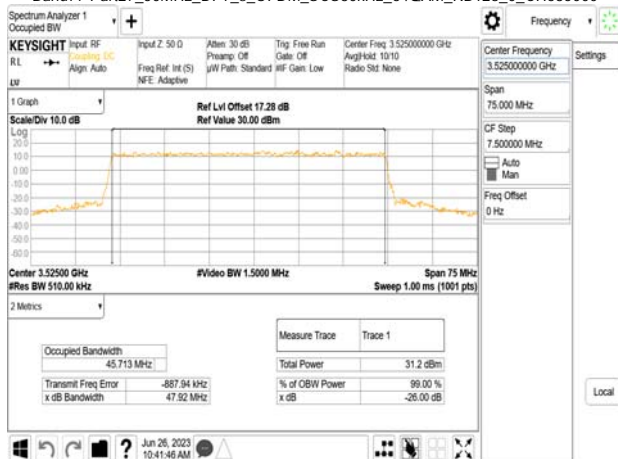 Spectrum Analyzer 1
Occupied BW
Frequency
KEYSIGHT
RL
Input: RF
Coupling: DC
Align: Auto
Input Z: 50 Ω
Freq Ref: Int (S)
NFE: Adaptive
Atten: 30 dB
Preamp: Off
µW Path: Standard
Trig: Free Run
Gate: Off
#IF Gain: Low
Center Freq: 3.525000000 GHz
Avg|Hold: 10/10
Radio Std: None
Center Frequency
3.525000000 GHz
Settings
Span
75.000 MHz
CF Step
7.500000 MHz
Auto
Man
Freq Offset
0 Hz
1 Graph
Scale/Div 10.0 dB
Ref Lvl Offset 17.28 dB
Ref Value 30.00 dBm
Log
20.0
10.0
0.00
-10.0
-20.0
-30.0
-40.0
-50.0
-60.0
Center 3.52500 GHz
#Res BW 510.00 kHz
#Video BW 1.5000 MHz
Span 75 MHz
Sweep 1.00 ms (1001 pts)
2 Metrics
Measure Trace Trace 1
Occupied Bandwidth
45.713 MHz
Total Power 31.2 dBm
Transmit Freq Error -887.94 kHz
% of OBW Power 99.00 %
x dB Bandwidth 47.92 MHz
x dB -26.00 dB
Local
Jun 26, 2023
10:41:46 AM